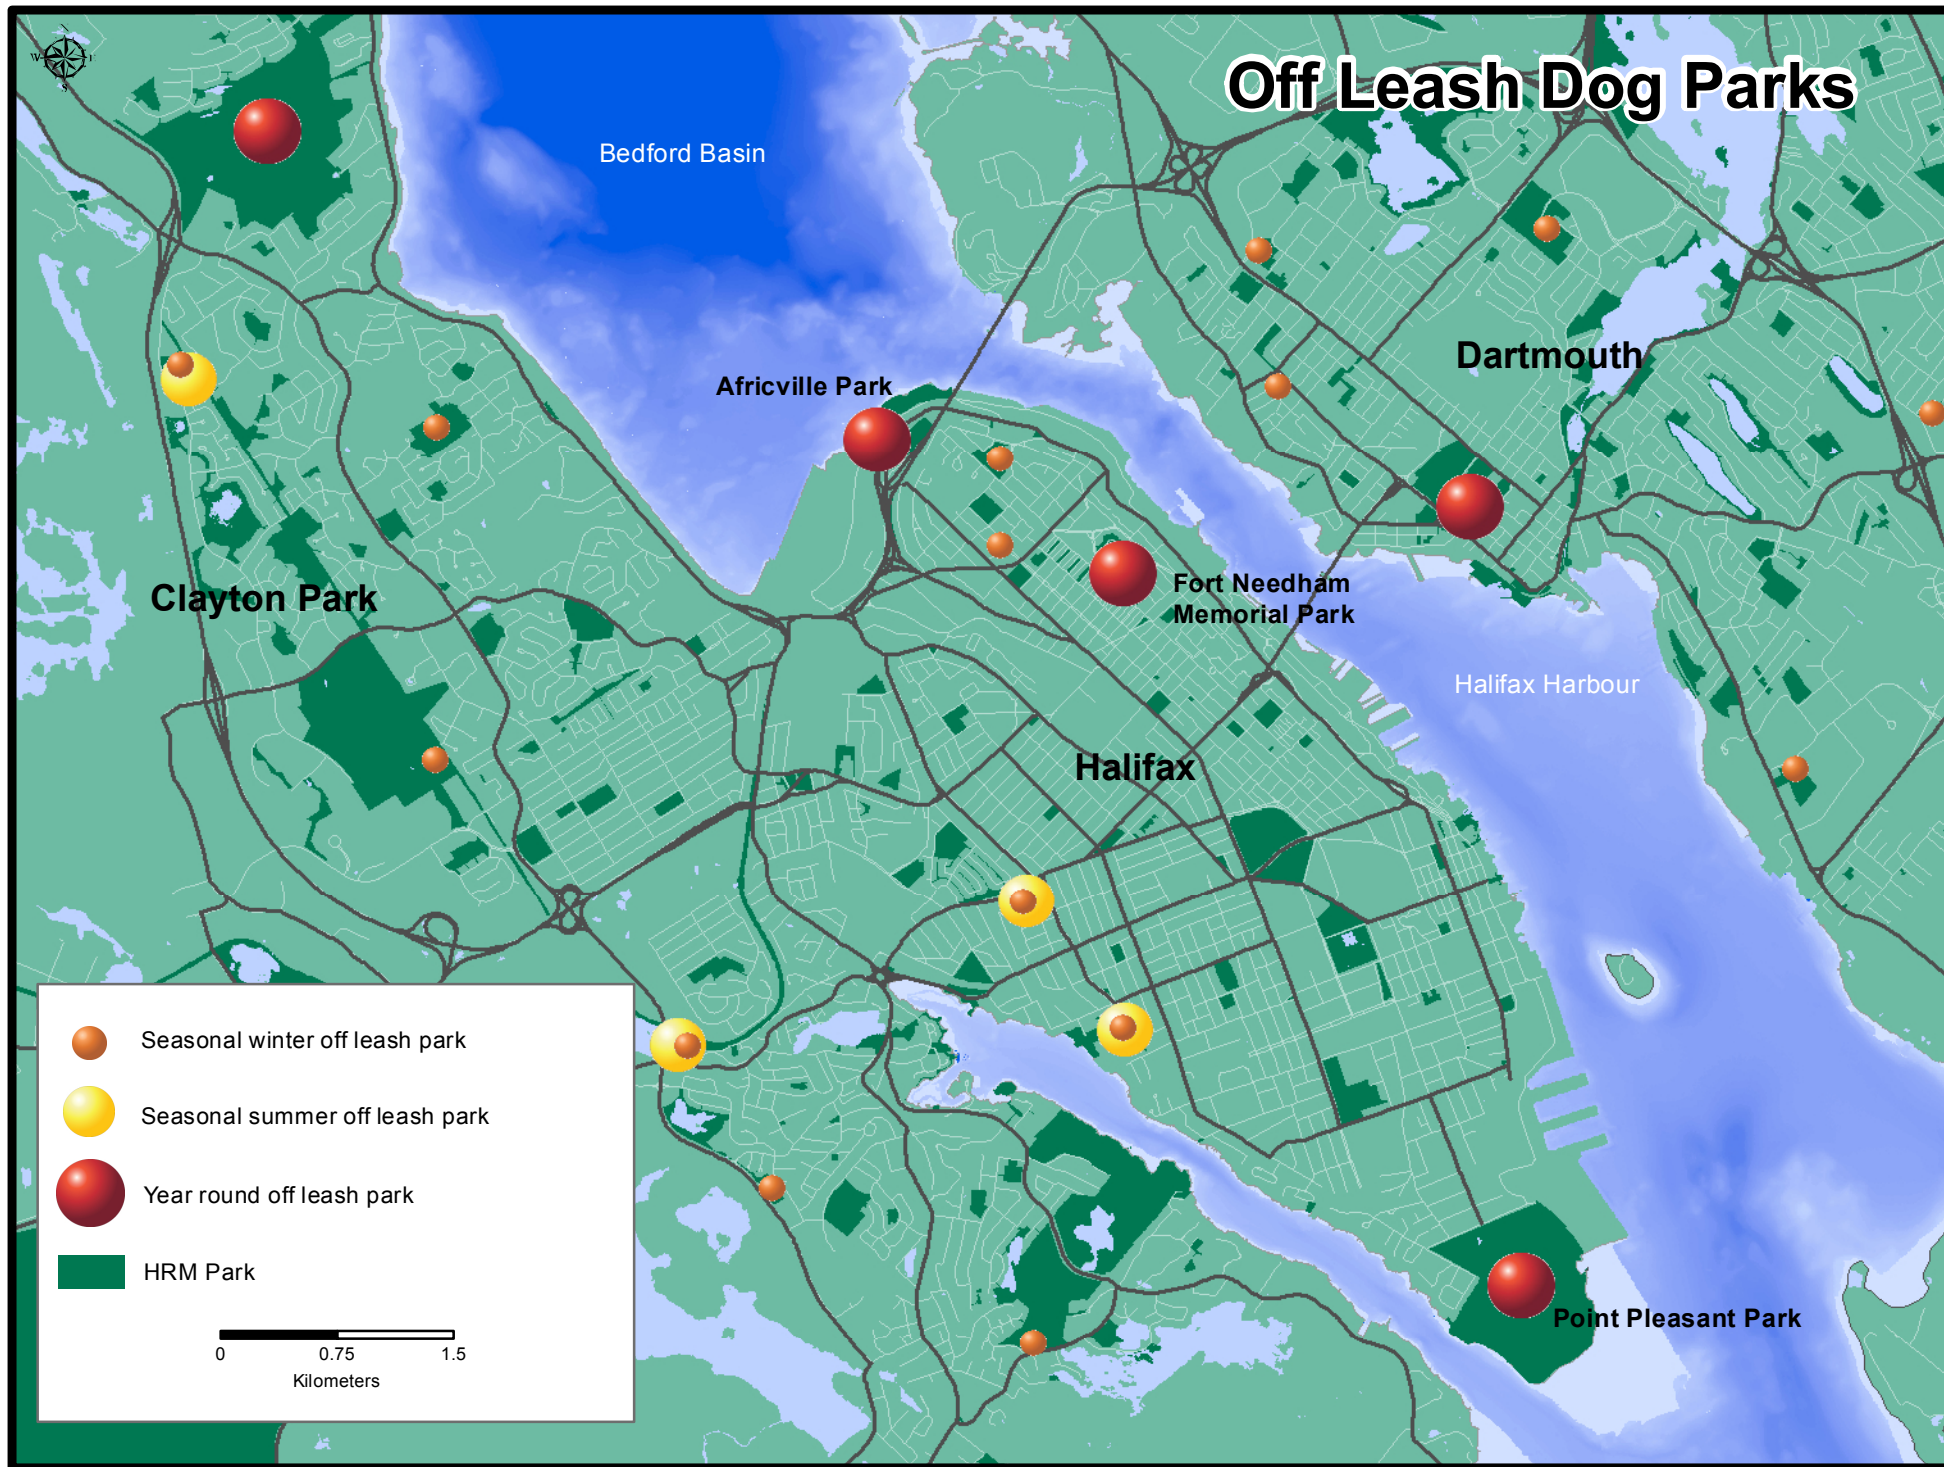 N
W
E
S
Off Leash Dog Parks
Bedford Basin
Dartmouth
Africville Park
Clayton Park
Fort Needham
Memorial Park
Halifax Harbour
Halifax
Seasonal winter off leash park
Seasonal summer off leash park
Year round off leash park
HRM Park
0 0.75 1.5
Kilometers
Point Pleasant Park